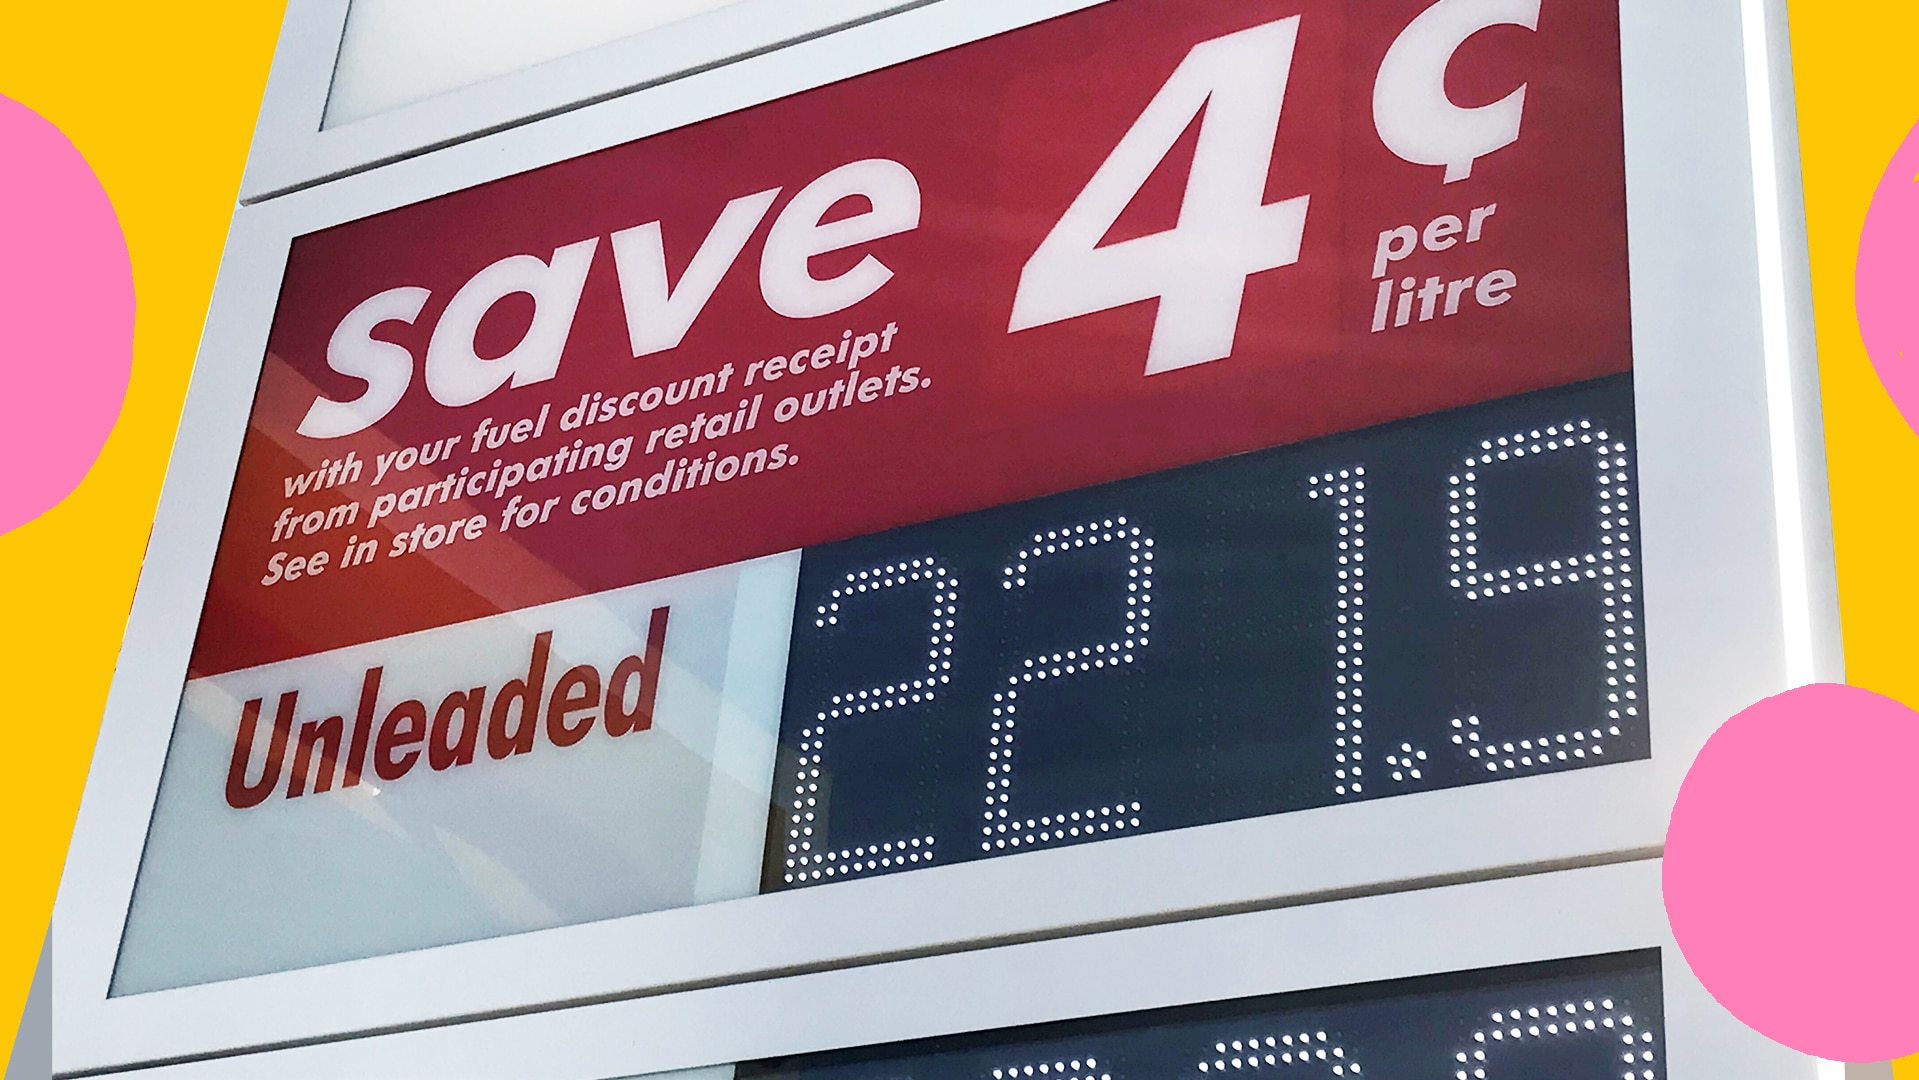 save 4¢
per
litre
with your fuel discount receipt
from participating retail outlets.
See in store for conditions.
Unleaded 221.9